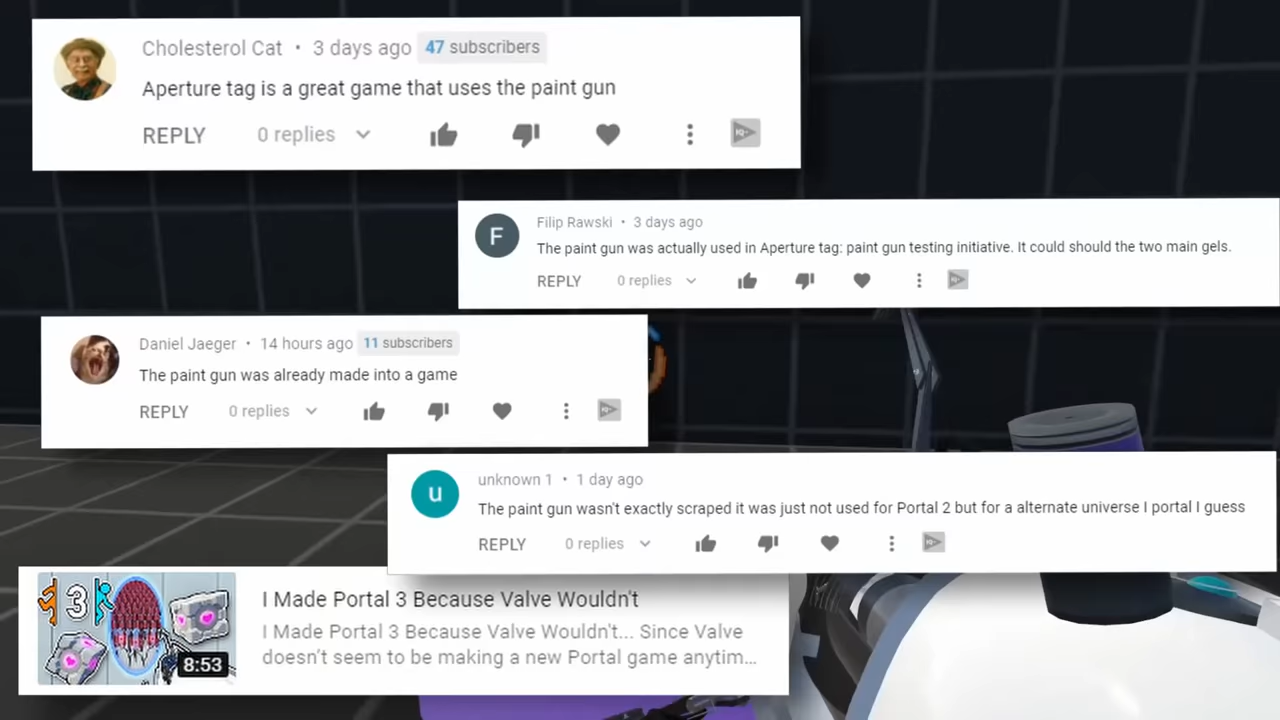 Cholesterol Cat • 3 days ago 47 subscribers
Aperture tag is a great game that uses the paint gun
REPLY 0 replies
F
Filip Rawski • 3 days ago
The paint gun was actually used in Aperture tag: paint gun testing initiative. It could should the two main gels.
REPLY 0 replies
Daniel Jaeger • 14 hours ago 11 subscribers
The paint gun was already made into a game
REPLY 0 replies
u
unknown 1 • 1 day ago
The paint gun wasn't exactly scraped it was just not used for Portal 2 but for a alternate universe I portal I guess
REPLY 0 replies
3
8:53
I Made Portal 3 Because Valve Wouldn't
I Made Portal 3 Because Valve Wouldn't... Since Valve
doesn't seem to be making a new Portal game anytim...